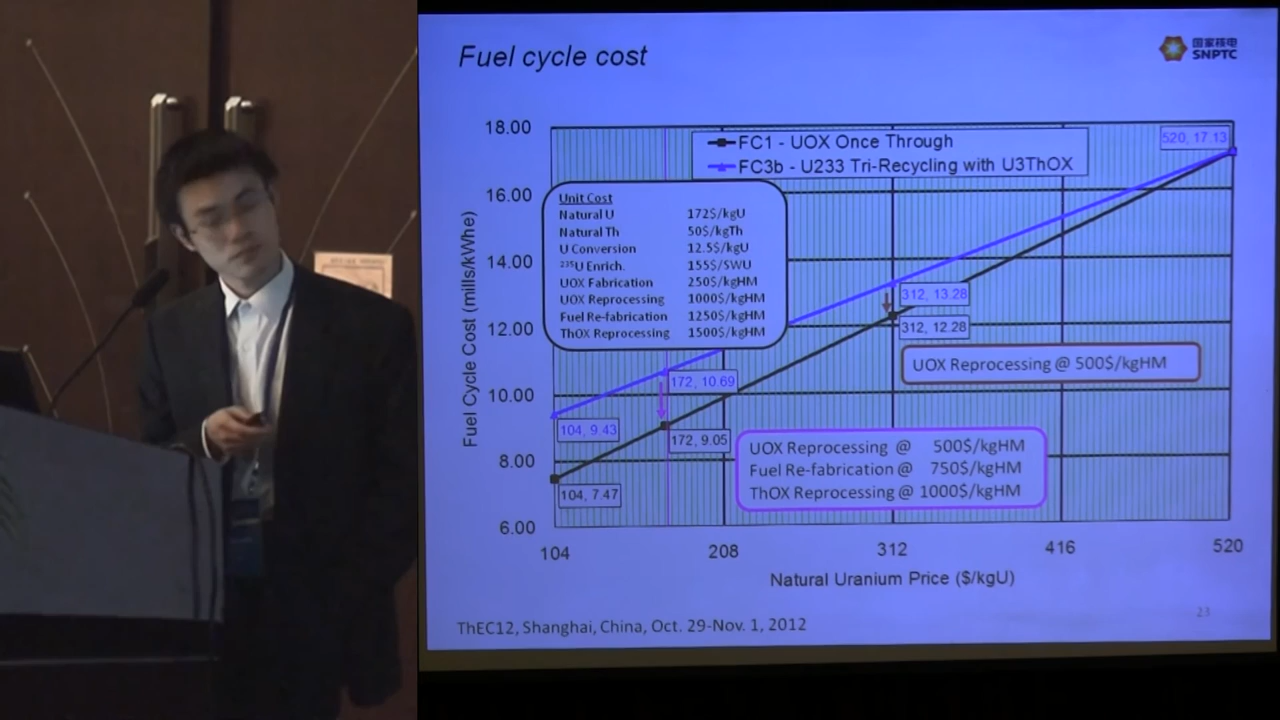 Fuel cycle cost
国家核电
SNPTC
18.00
16.00
14.00
12.00
10.00
8.00
6.00
Fuel Cycle Cost (mills/kWhe)
FC1 - UOX Once Through
FC3b - U233 Tri-Recycling with U3ThOX
520, 17.13
Unit Cost
Natural U 172$/kgU
Natural Th 50$/kgTh
U Conversion 12.5$/kgU
²³⁵U Enrich. 155$/SWU
UOX Fabrication 250$/kgHM
UOX Reprocessing 1000$/kgHM
Fuel Re-fabrication 1250$/kgHM
ThOX Reprocessing 1500$/kgHM
312, 13.28
312, 12.28
UOX Reprocessing @ 500$/kgHM
172, 10.69
104, 9.43
172, 9.05
104, 7.47
UOX Reprocessing @ 500$/kgHM
Fuel Re-fabrication @ 750$/kgHM
ThOX Reprocessing @ 1000$/kgHM
104 208 312 416 520
Natural Uranium Price ($/kgU)
ThEC12, Shanghai, China, Oct. 29-Nov. 1, 2012
23